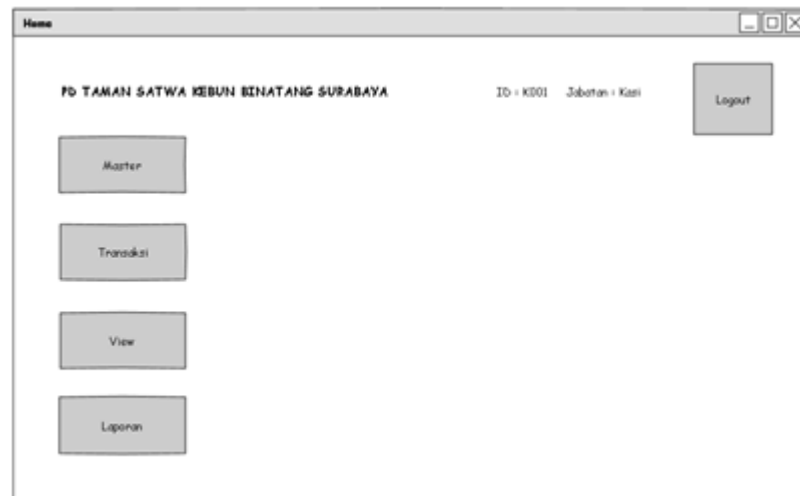 Home
PD TAMAN SATWA KEBUN BINATANG SURABAYA
ID : K001 Jabatan : Kasi
Logout
Master
Transaksi
View
Laporan